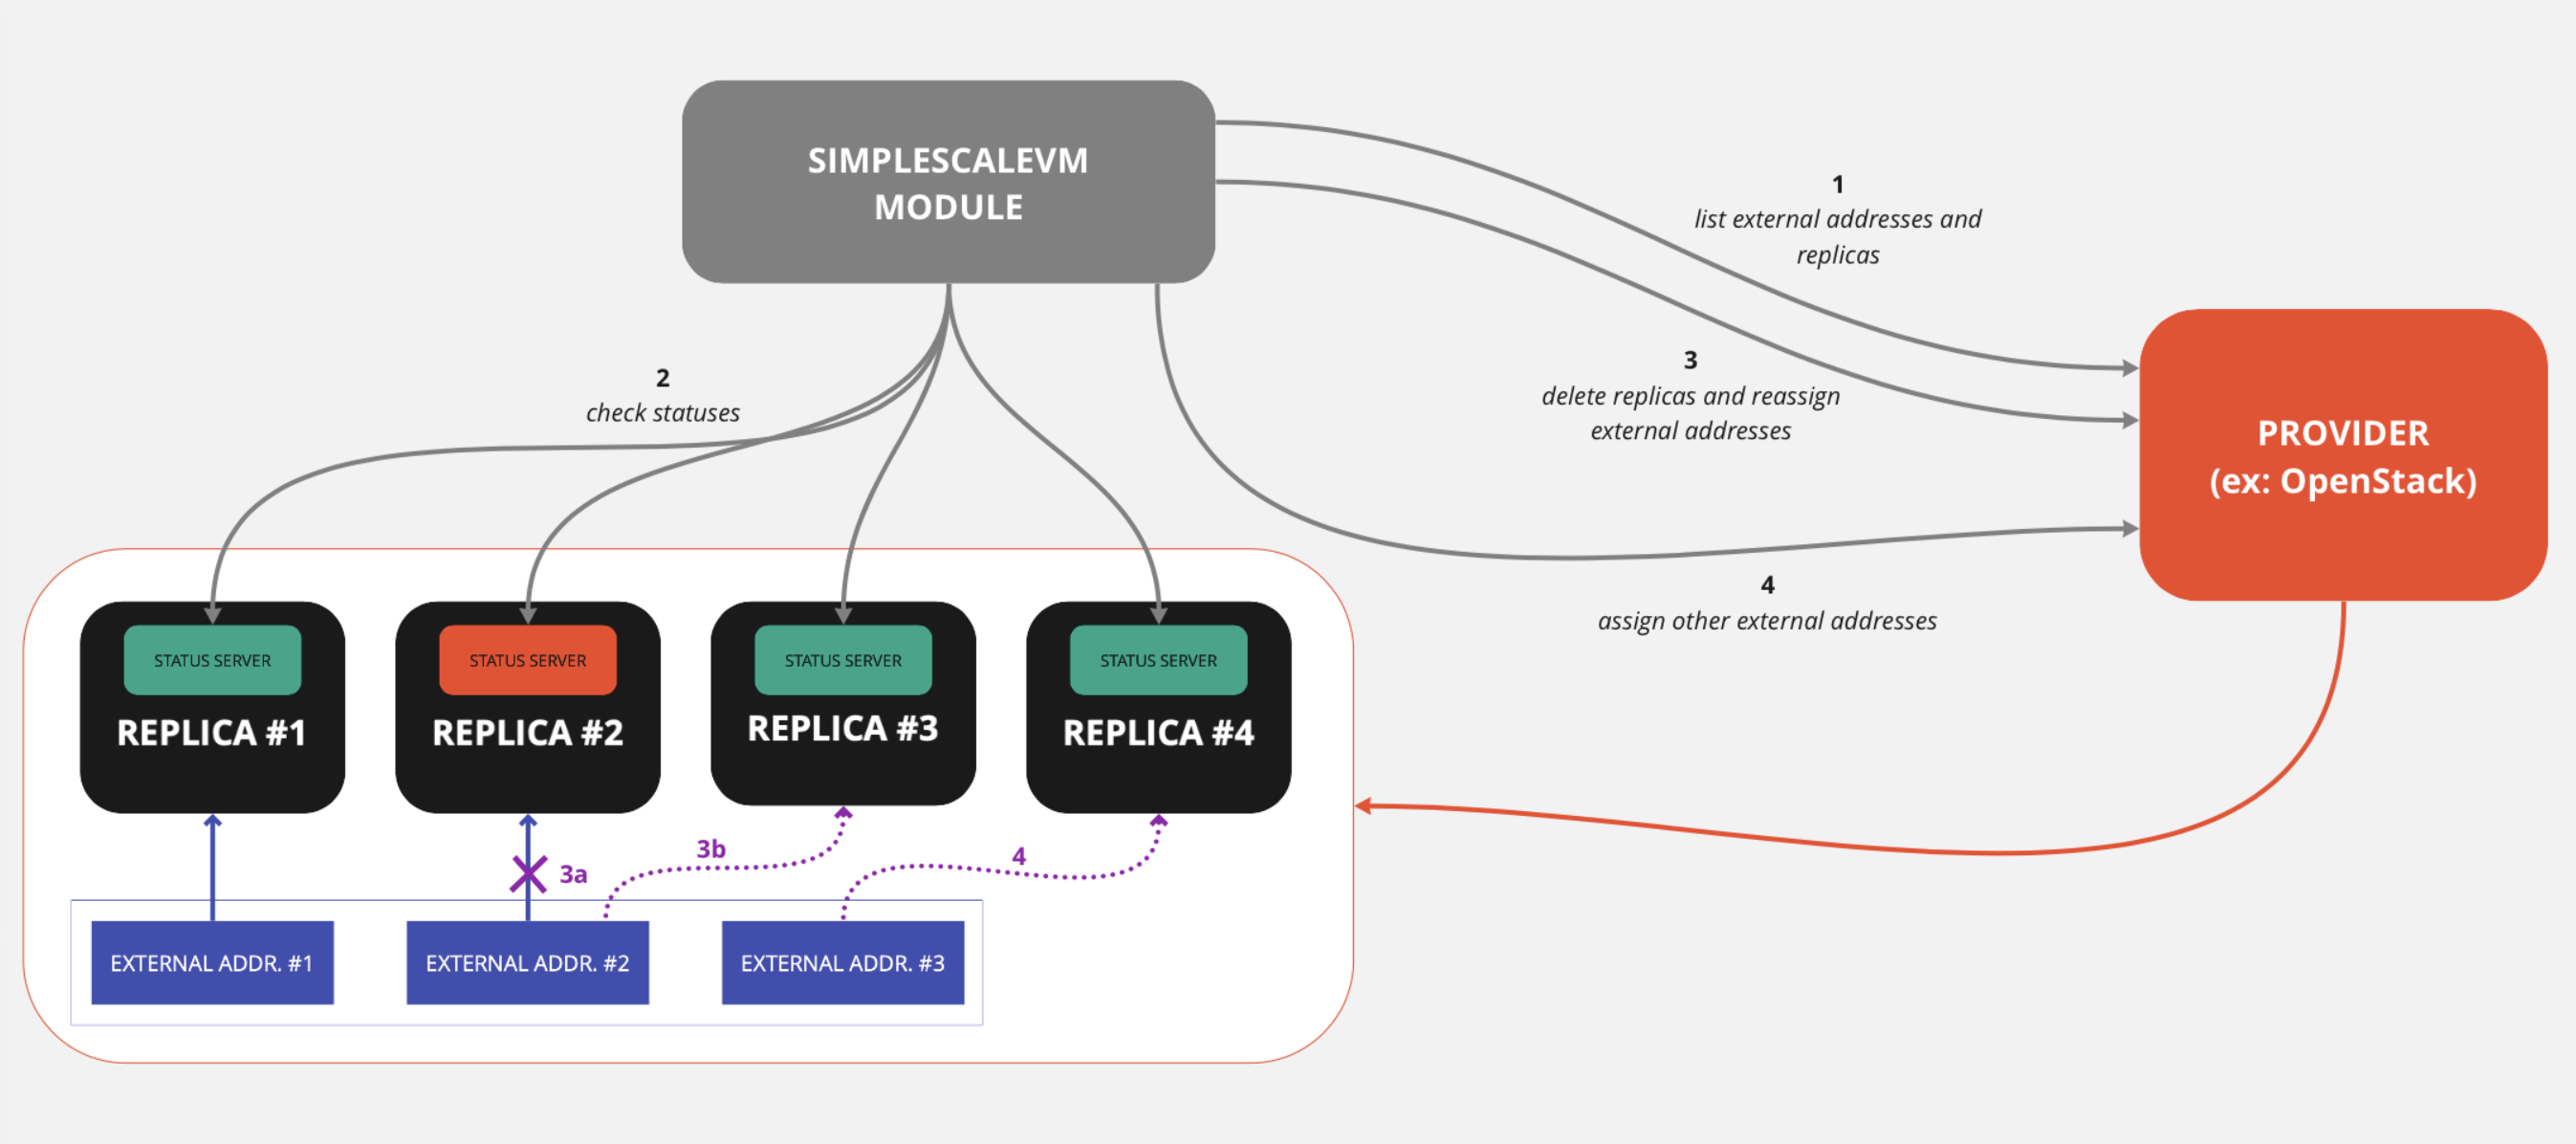 SIMPLESCALEVM
MODULE
1
list external addresses and
replicas
3
delete replicas and reassign
external addresses
2
check statuses
PROVIDER
(ex: OpenStack)
4
assign other external addresses
STATUS SERVER
REPLICA #1
STATUS SERVER
REPLICA #2
STATUS SERVER
REPLICA #3
STATUS SERVER
REPLICA #4
3a
3b
4
EXTERNAL ADDR. #1
EXTERNAL ADDR. #2
EXTERNAL ADDR. #3